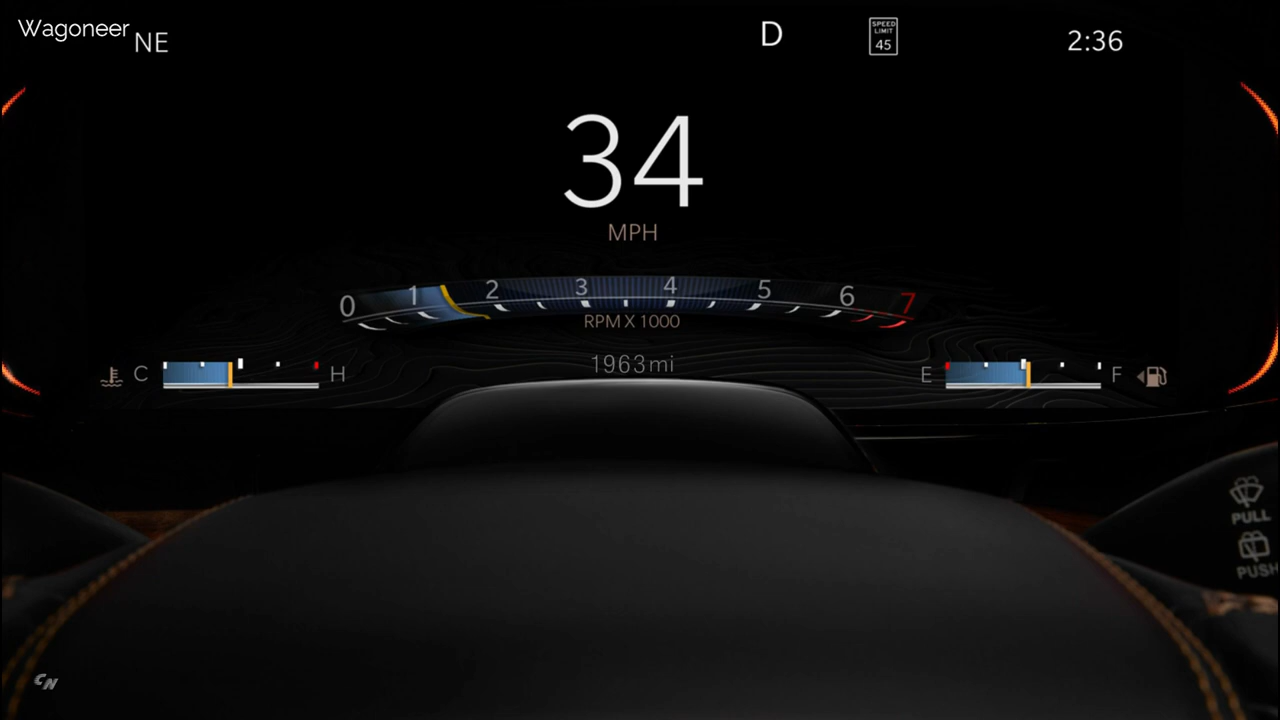 Wagoneer
NE
D
SPEED
LIMIT
45
2:36
34
MPH
0 1 2 3 4 5 6 7
RPM X 1000
1963mi
C H
E F
PULL
PUSH
CN